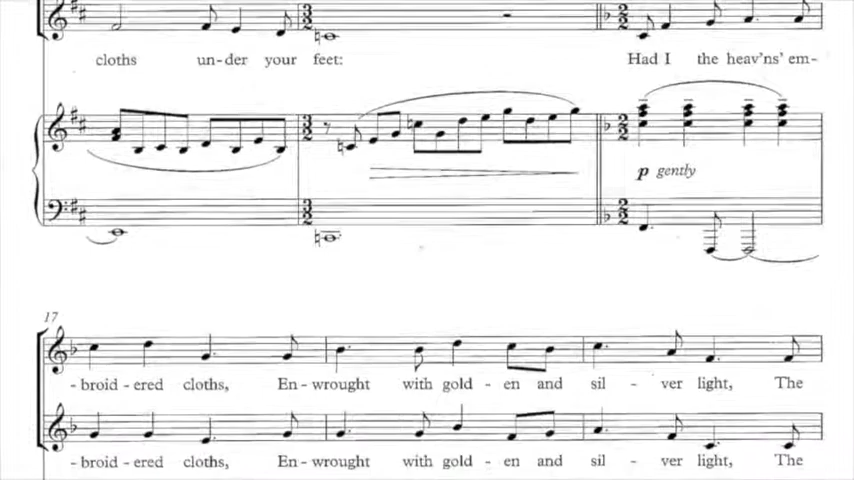 cloths un-der your feet: Had I the heav'ns' em-
p gently
17
-broid - ered cloths, En - wrought with gold - en and sil - ver light, The
-broid - ered cloths, En - wrought with gold - en and sil - ver light, The